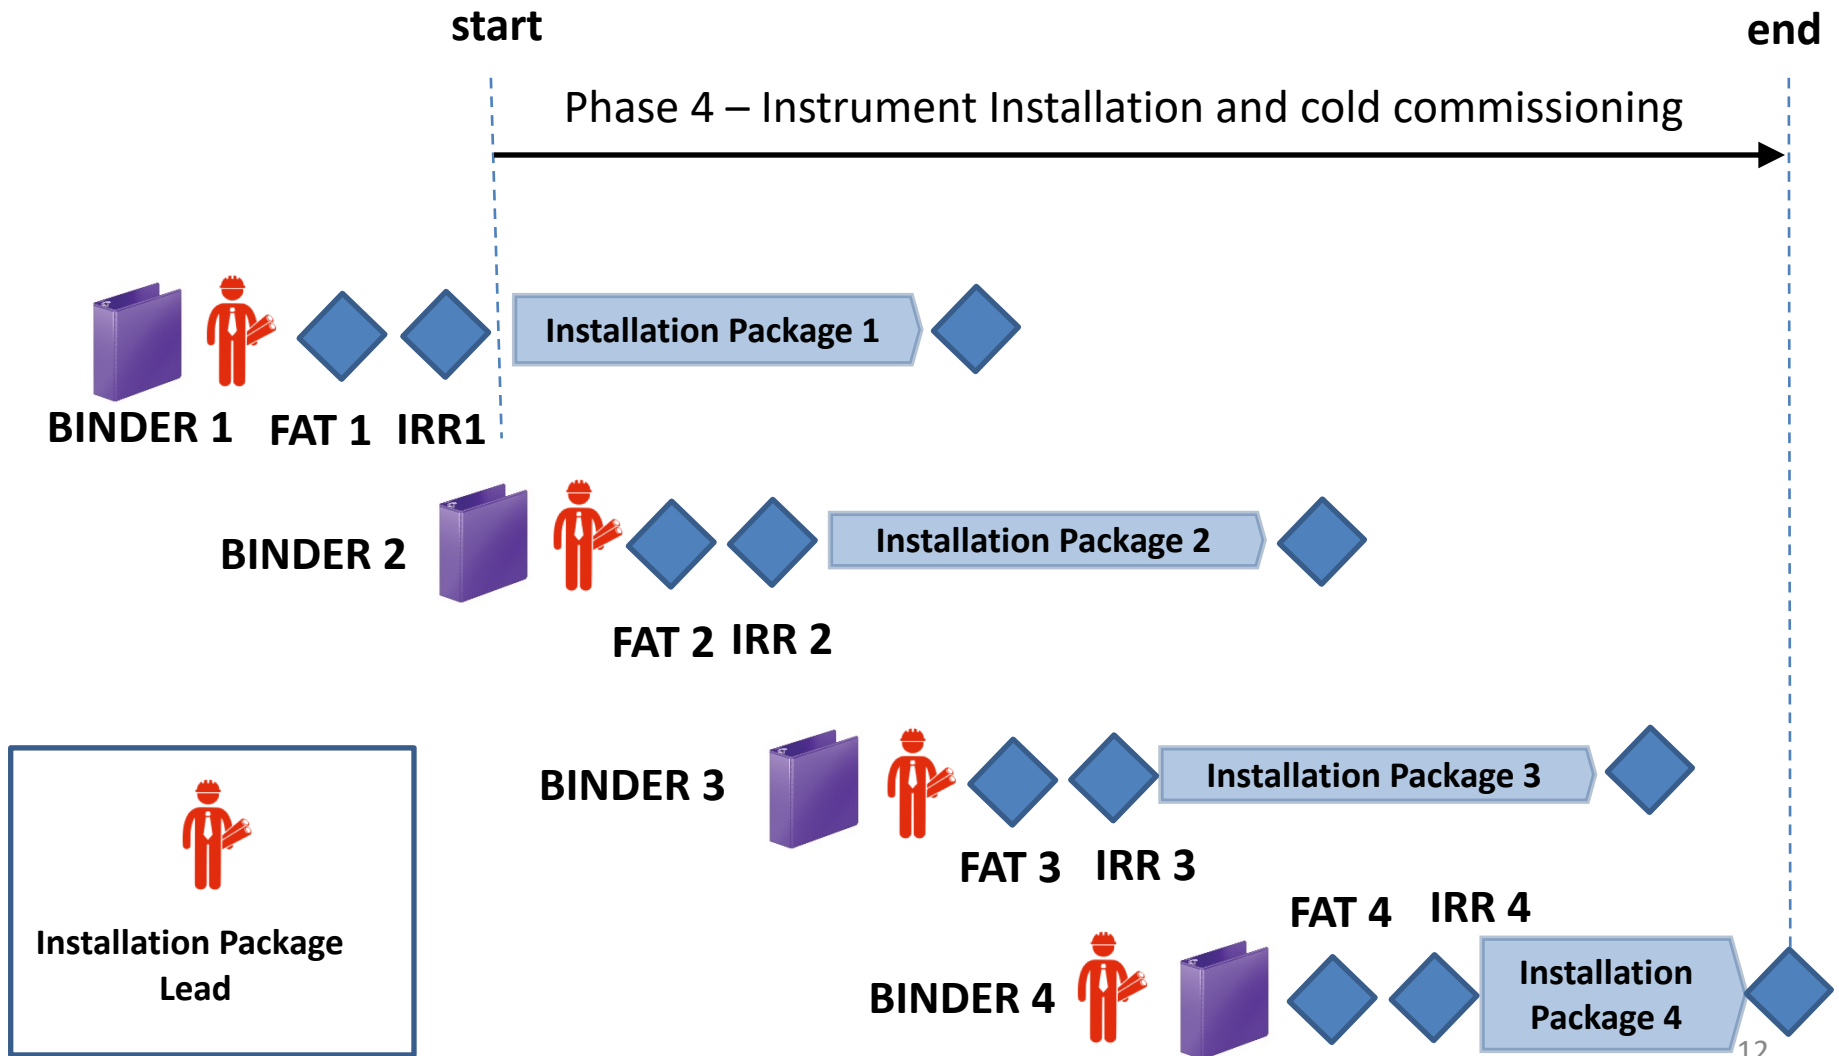 start
end
Phase 4 – Instrument Installation and cold commissioning
Installation Package 1
BINDER 1
FAT 1
IRR1
BINDER 2
Installation Package 2
FAT 2
IRR 2
BINDER 3
Installation Package 3
FAT 3
IRR 3
FAT 4
IRR 4
BINDER 4
Installation
Package 4
Installation Package
Lead
12